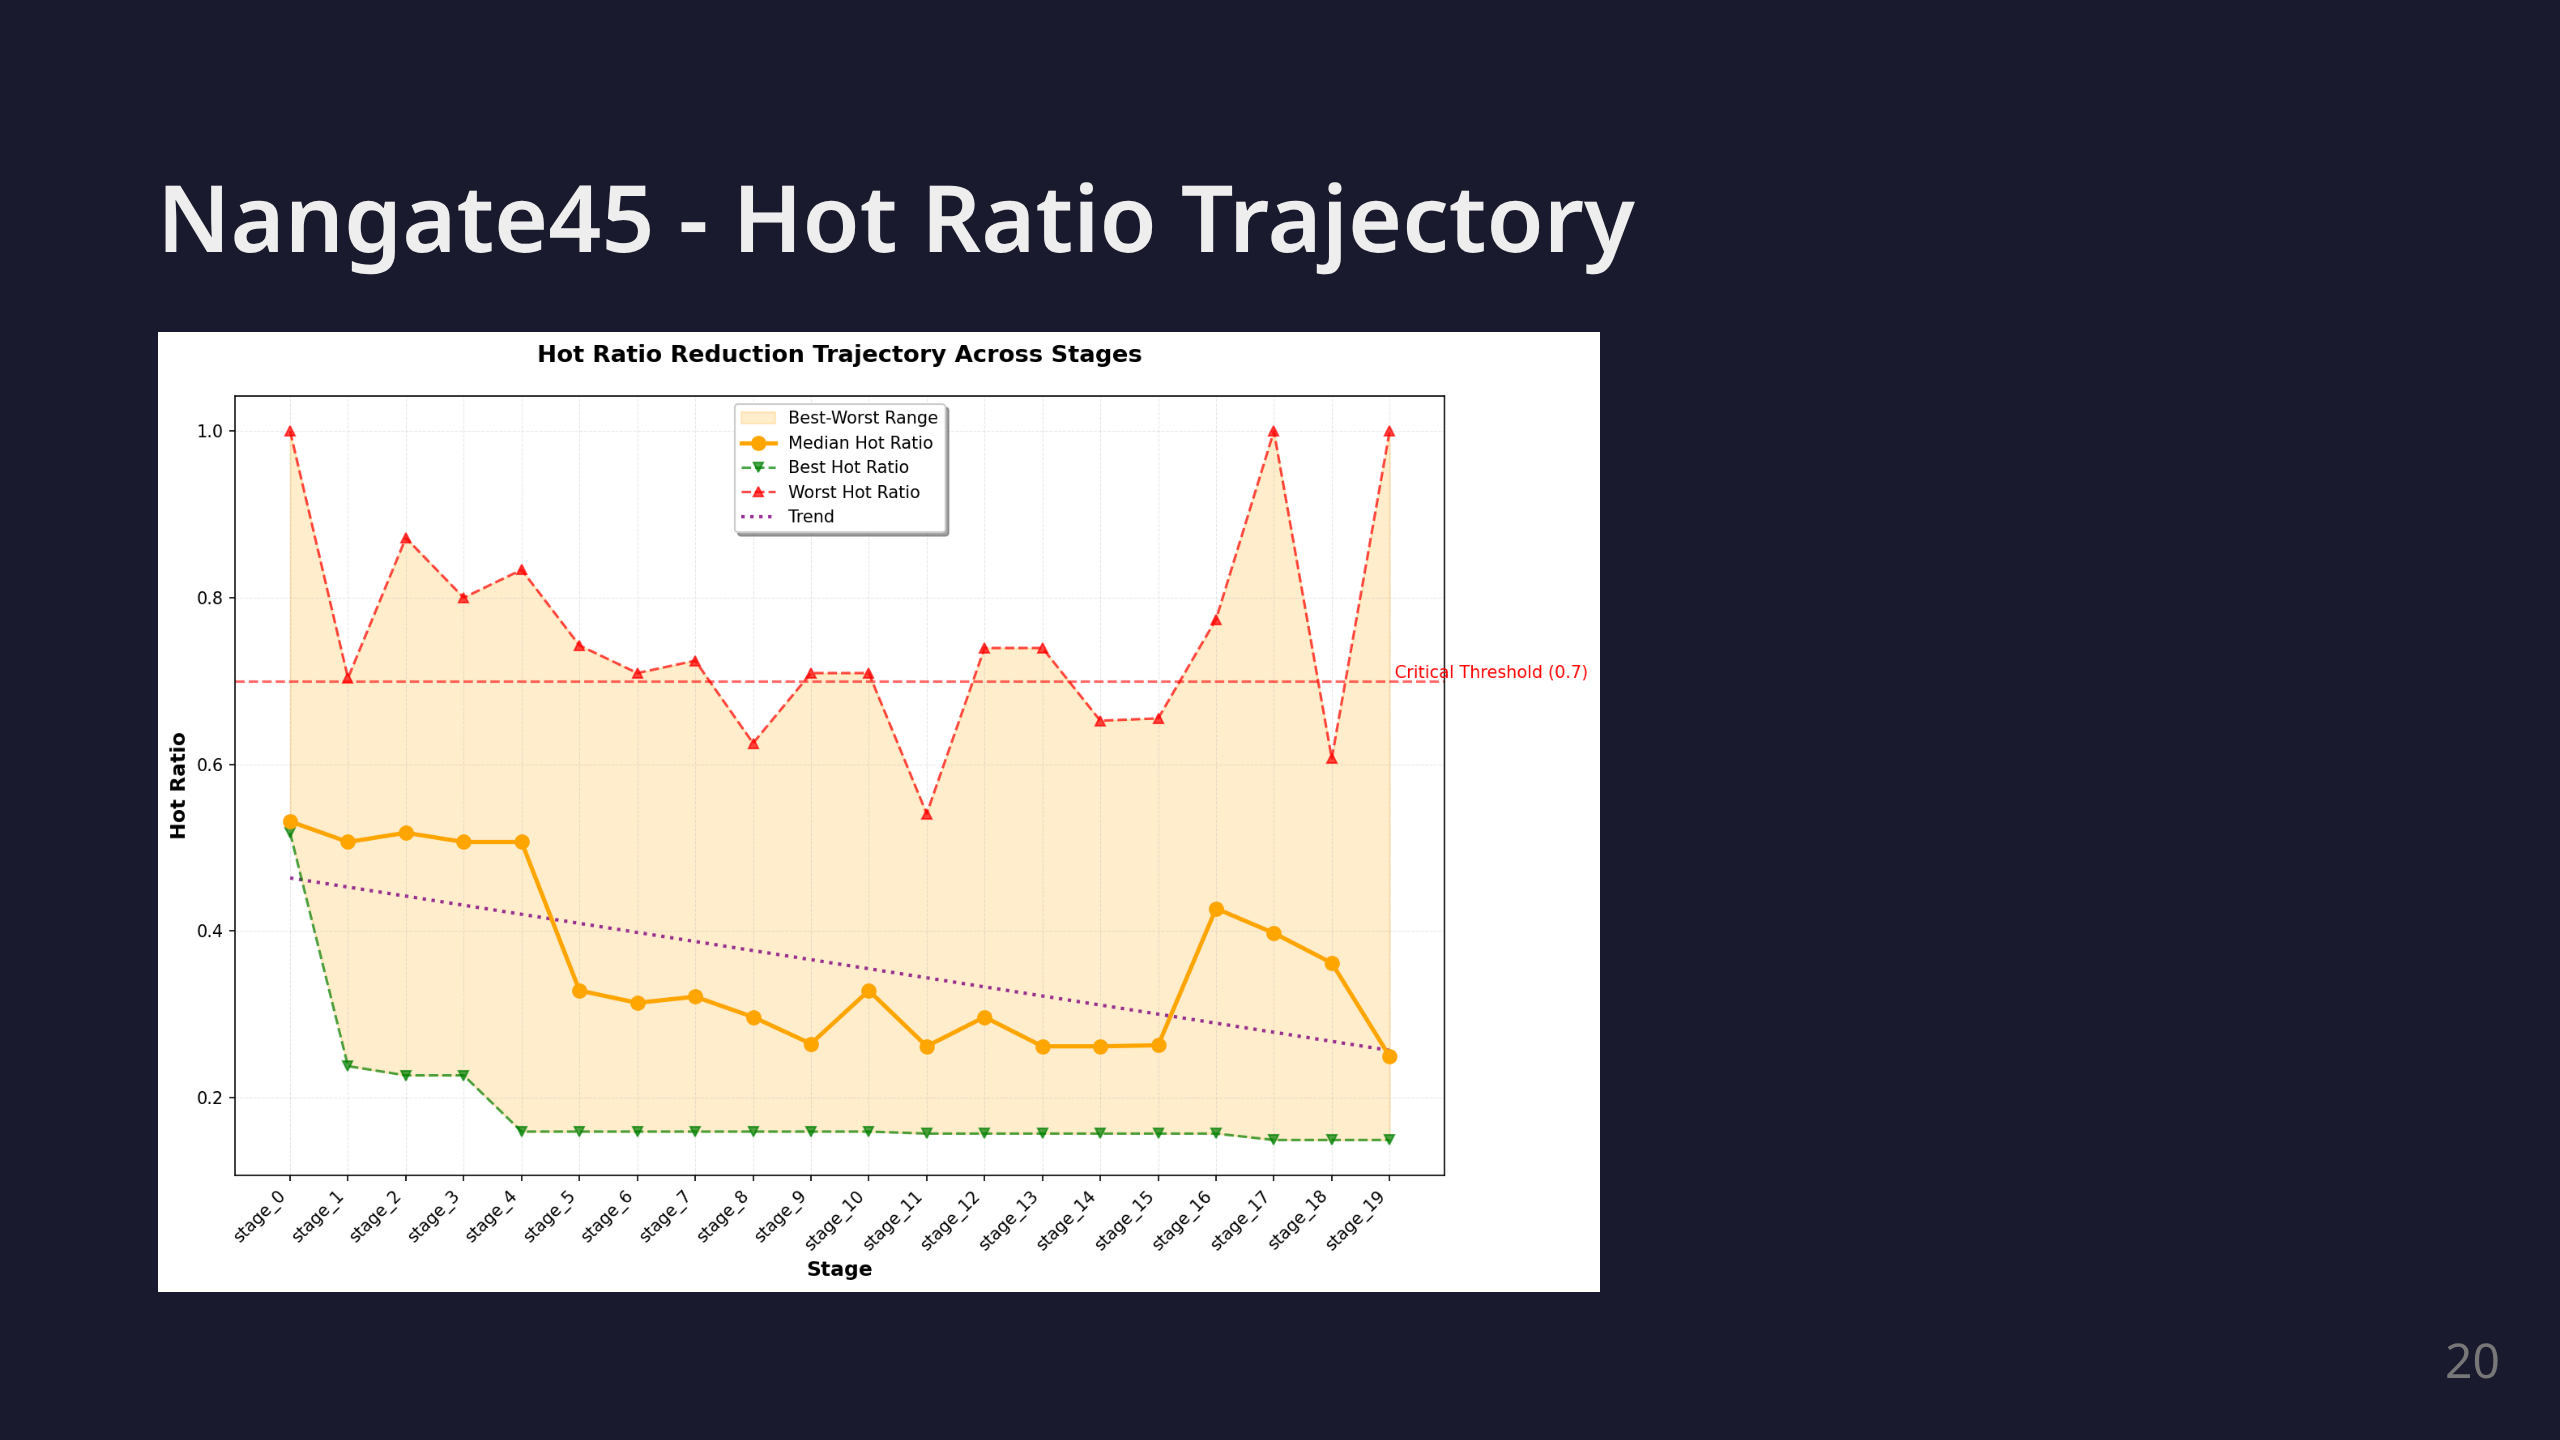 Nangate45 - Hot Ratio Trajectory
Hot Ratio Reduction Trajectory Across Stages
Best-Worst Range
Median Hot Ratio
Best Hot Ratio
Worst Hot Ratio
Trend
1.0
0.8
0.6
0.4
0.2
Hot Ratio
Critical Threshold (0.7)
stage_0
stage_1
stage_2
stage_3
stage_4
stage_5
stage_6
stage_7
stage_8
stage_9
stage_10
stage_11
stage_12
stage_13
stage_14
stage_15
stage_16
stage_17
stage_18
stage_19
Stage
20